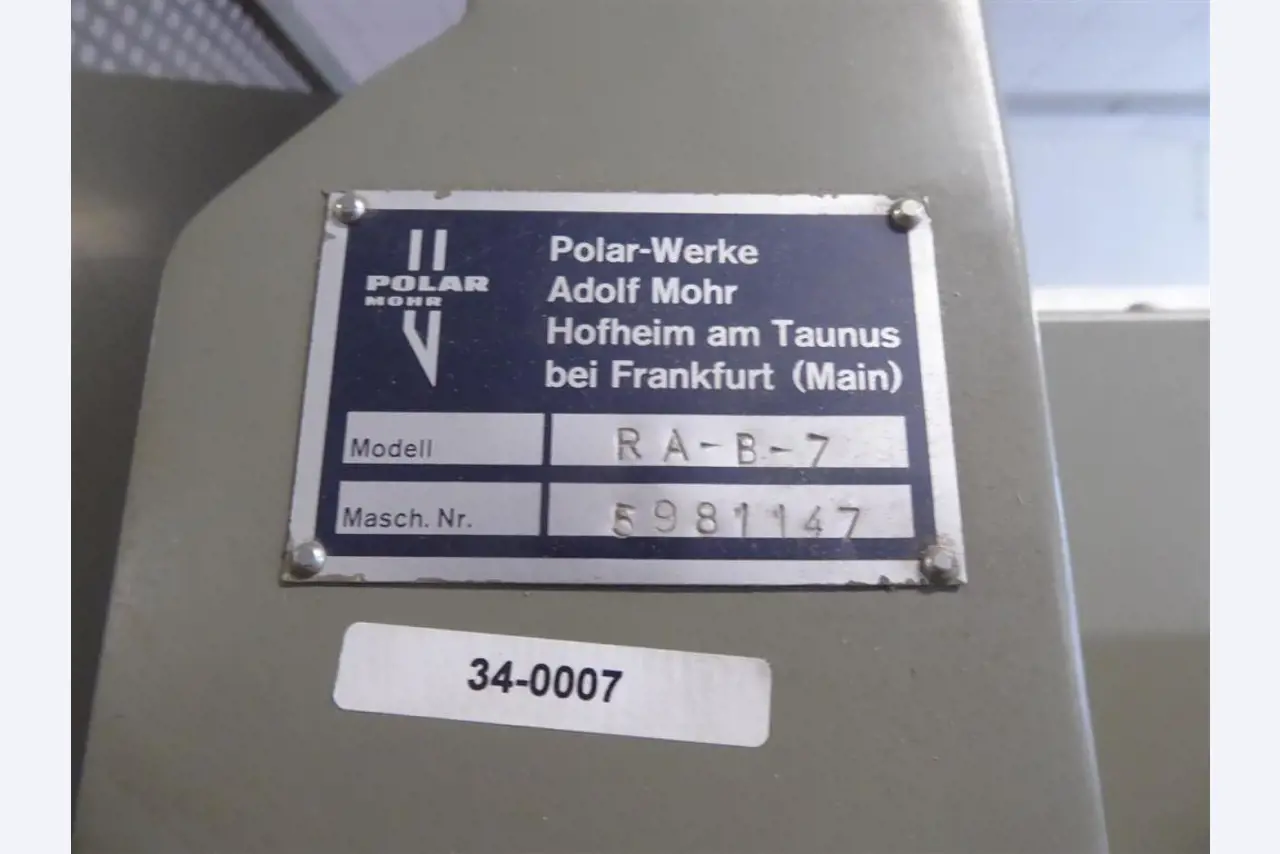 POLAR
MOHR
Polar-Werke
Adolf Mohr
Hofheim am Taunus
bei Frankfurt (Main)
Modell RA-B-7
Masch. Nr. 5981147
34-0007